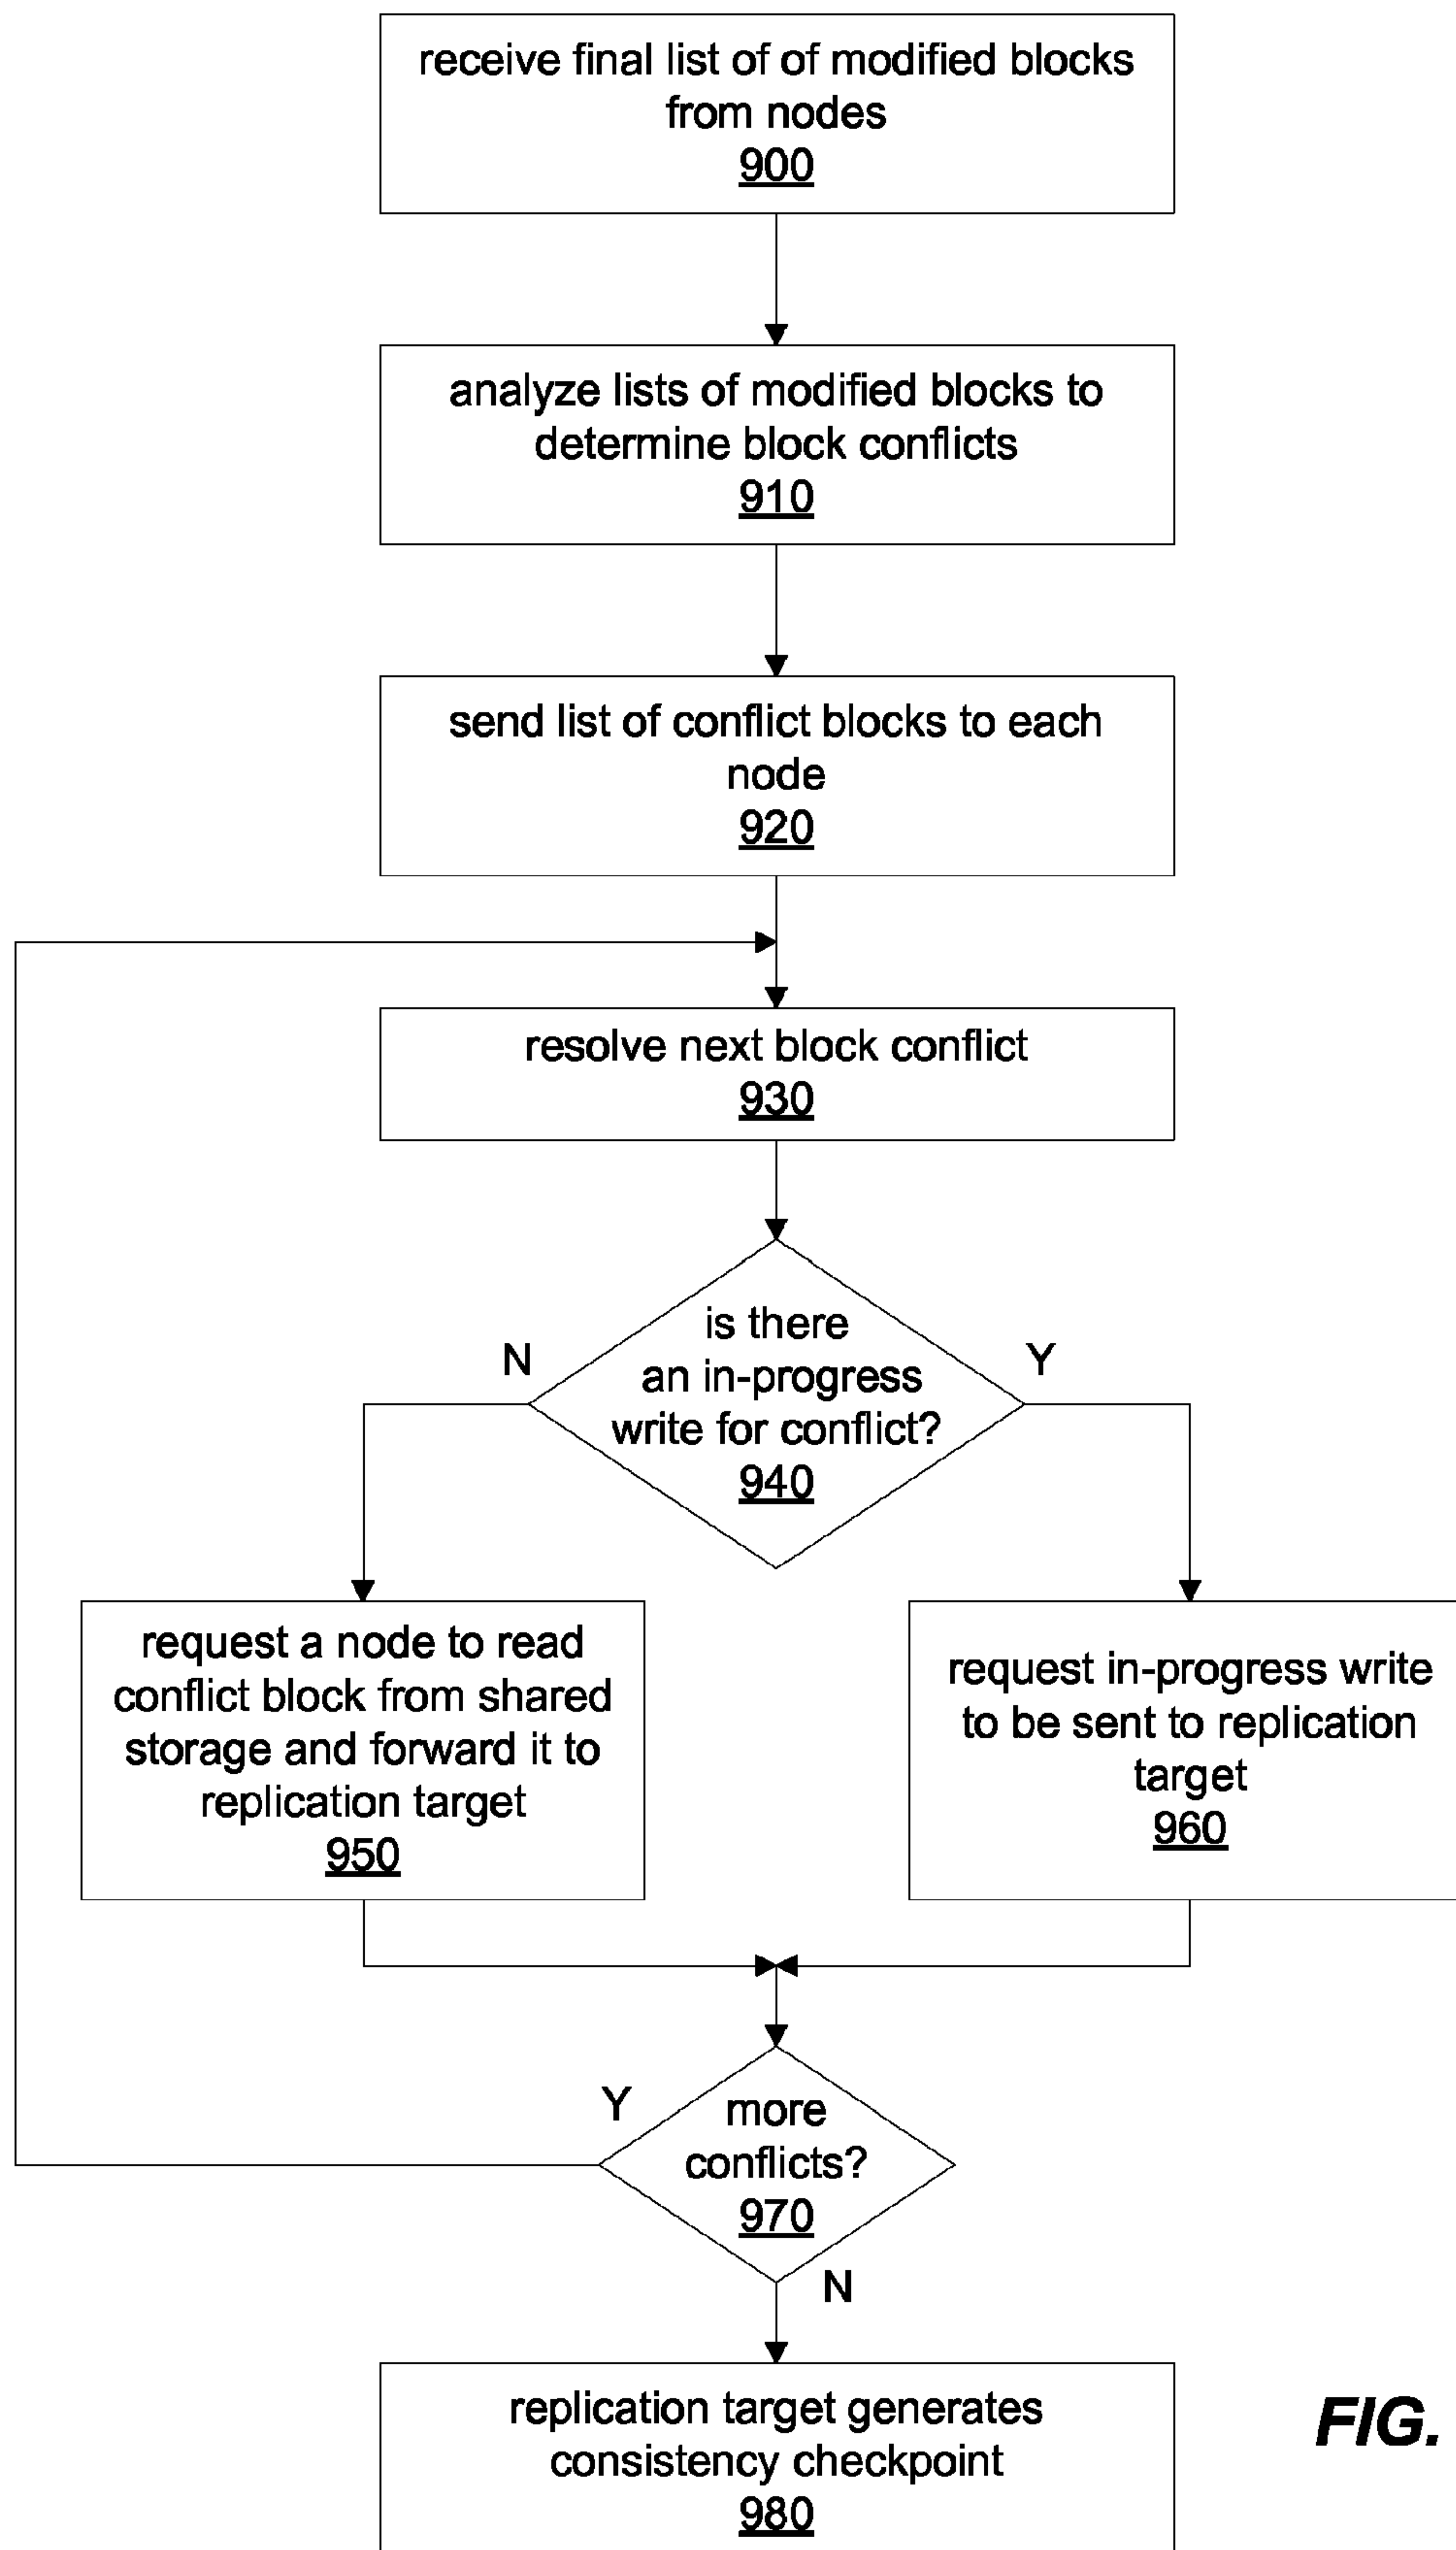 receive final list of of modified blocks
from nodes
900
analyze lists of modified blocks to
determine block conflicts
910
send list of conflict blocks to each
node
920
resolve next block conflict
930
is there
an in-progress
write for conflict?
940
N
Y
request a node to read
conflict block from shared
storage and forward it to
replication target
950
request in-progress write
to be sent to replication
target
960
Y
more
conflicts?
970
N
replication target generates
consistency checkpoint
980
FIG.